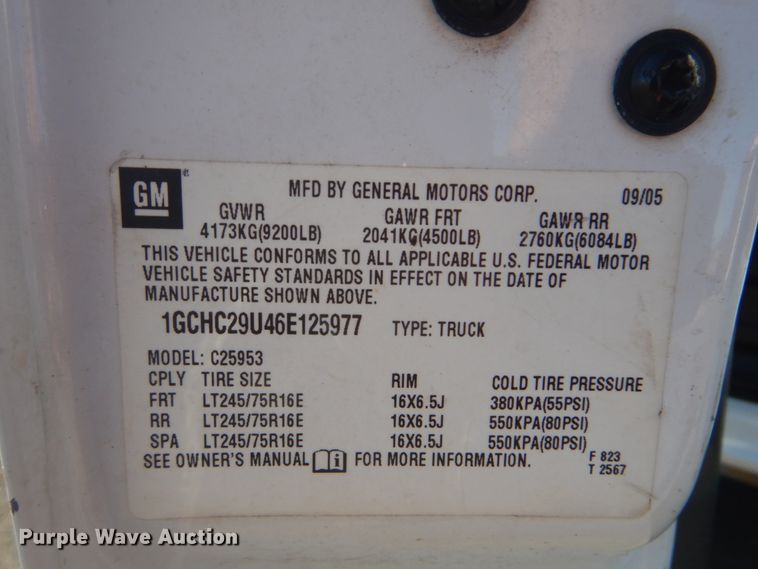 GM MFD BY GENERAL MOTORS CORP. 09/05
GVWR GAWR FRT GAWR RR
4173KG(9200LB) 2041KG(4500LB) 2760KG(6084LB)
THIS VEHICLE CONFORMS TO ALL APPLICABLE U.S. FEDERAL MOTOR
VEHICLE SAFETY STANDARDS IN EFFECT ON THE DATE OF
MANUFACTURE SHOWN ABOVE.
1GCHC29U46E125977 TYPE: TRUCK
MODEL: C25953
CPLY TIRE SIZE RIM COLD TIRE PRESSURE
FRT LT245/75R16E 16X6.5J 380KPA(55PSI)
RR LT245/75R16E 16X6.5J 550KPA(80PSI)
SPA LT245/75R16E 16X6.5J 550KPA(80PSI)
SEE OWNER'S MANUAL i FOR MORE INFORMATION. F 823
T 2567
Purple Wave Auction